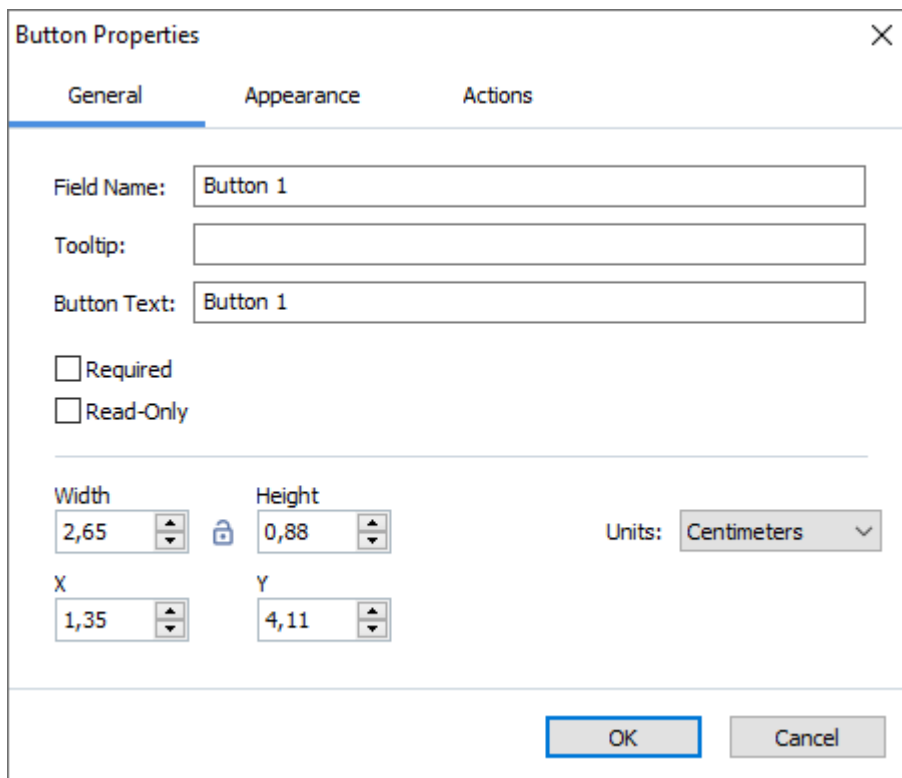 Button Properties
General Appearance Actions
Field Name: Button 1
Tooltip:
Button Text: Button 1
Required
Read-Only
Width Height
2,65 0,88 Units: Centimeters
X Y
1,35 4,11
OK Cancel